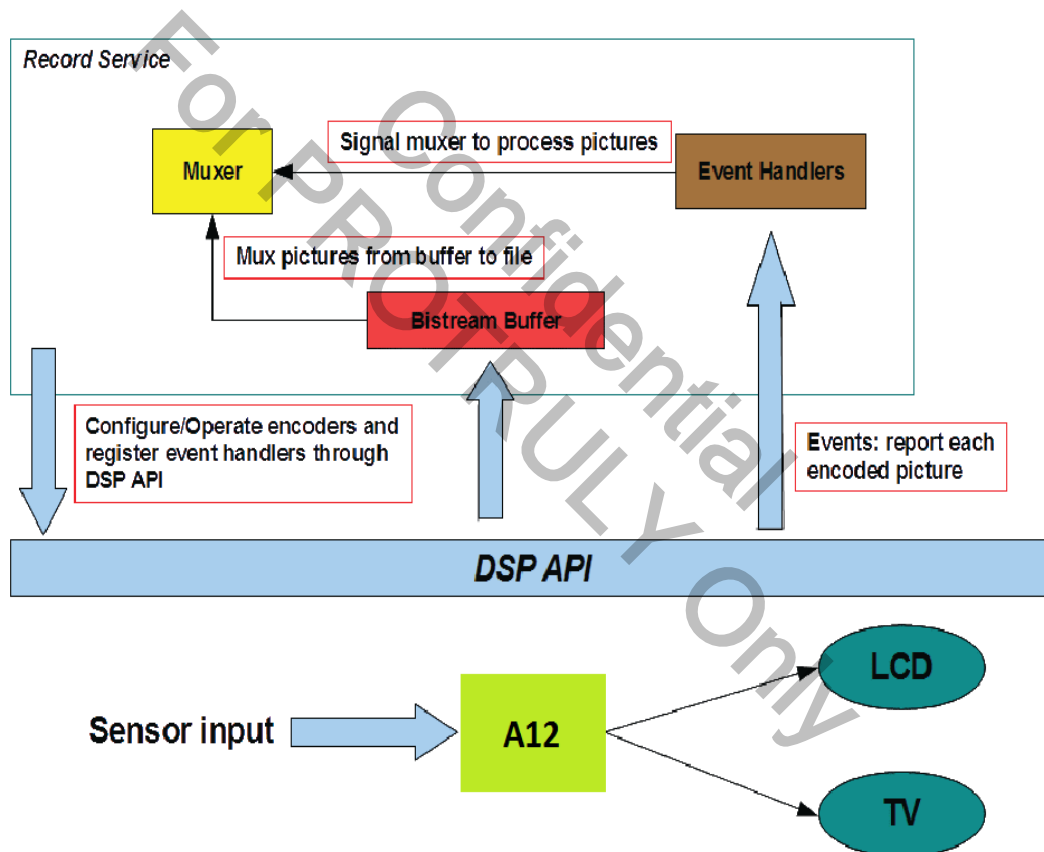 Record Service
Signal muxer to process pictures
Muxer
Event Handlers
Mux pictures from buffer to file
Bistream Buffer
Configure/Operate encoders and
register event handlers through
DSP API
Events: report each
encoded picture
DSP API
LCD
Sensor input
A12
TV
Confidential
For PROTRULY Only